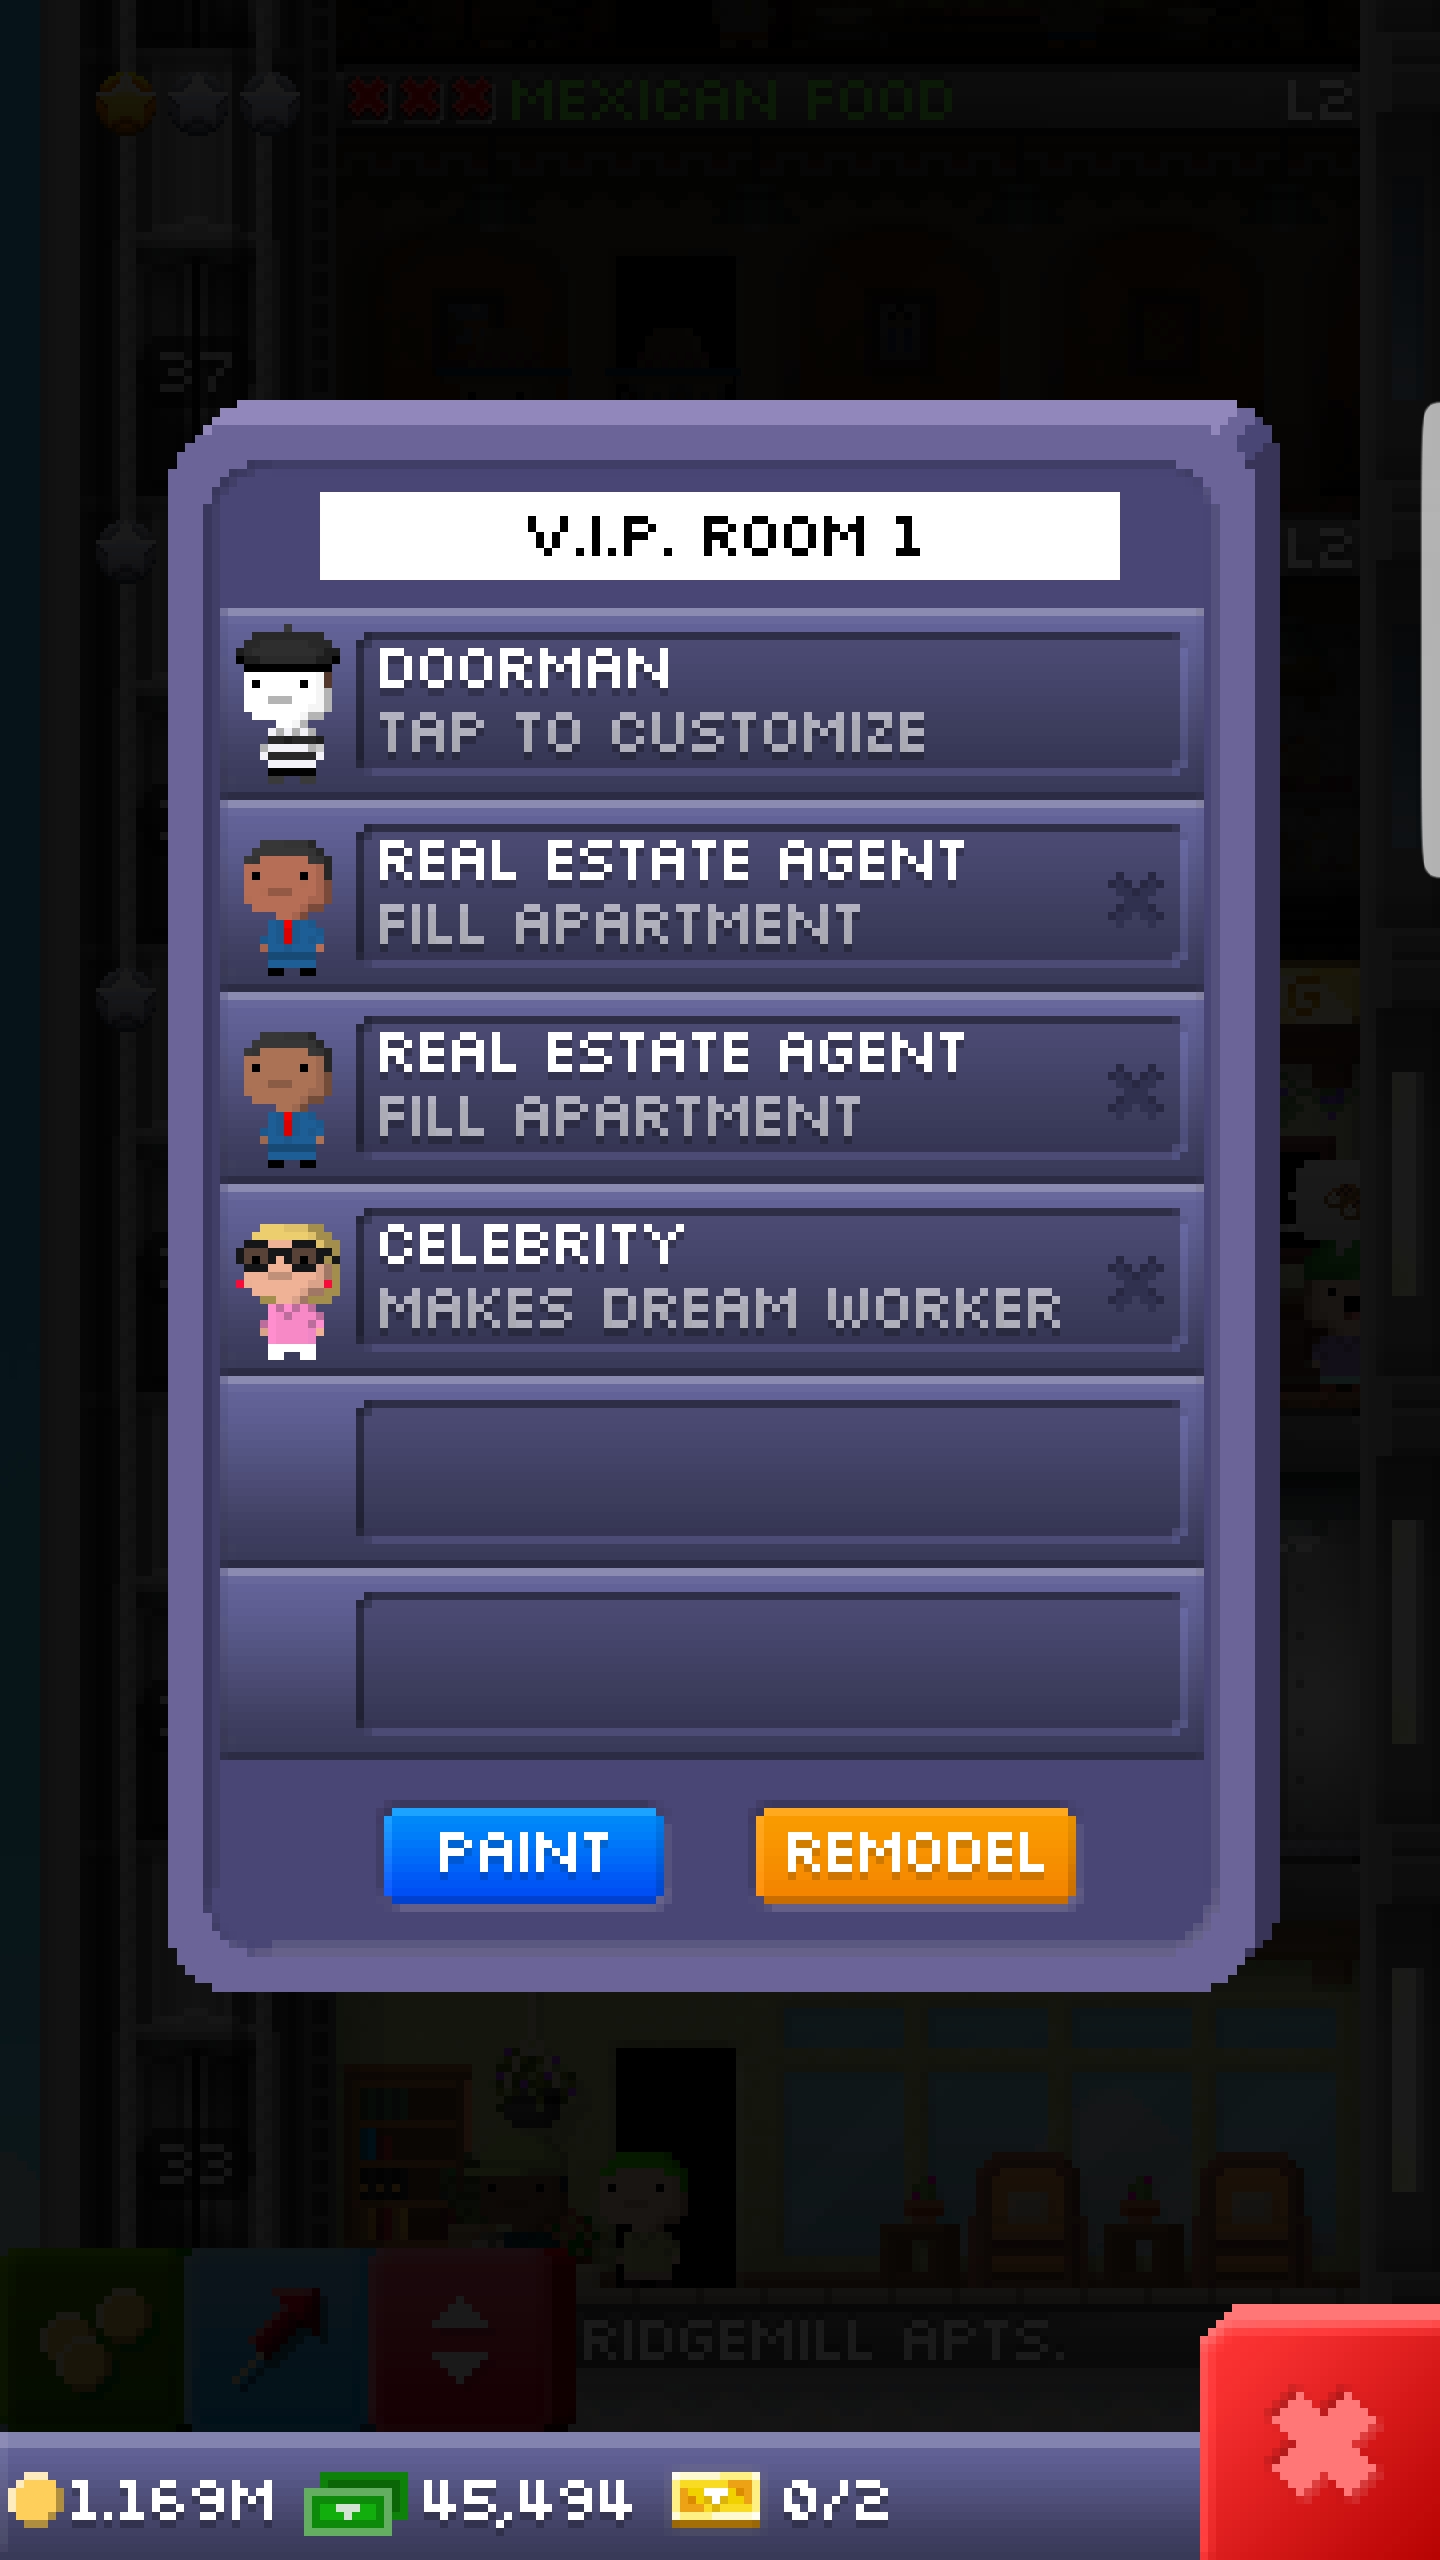 MEXICAN FOOD
L2
37
L2
V.I.P. ROOM 1
DOORMAN
TAP TO CUSTOMIZE
REAL ESTATE AGENT
FILL APARTMENT
REAL ESTATE AGENT
FILL APARTMENT
CELEBRITY
MAKES DREAM WORKER
PAINT
REMODEL
33
RIDGEMILL APTS.
1.169M
45,494
0/2